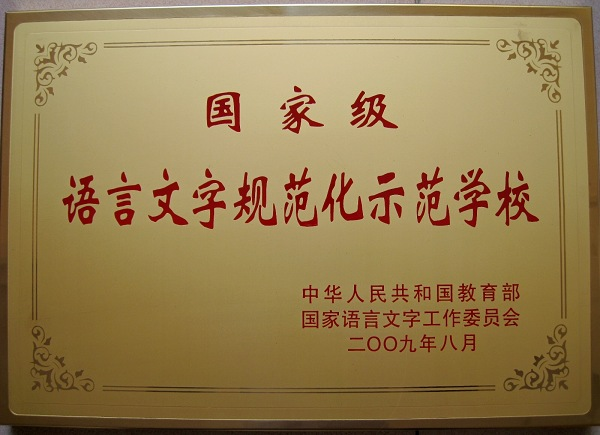 国家级
语言文字规范化示范学校
中华人民共和国教育部
国家语言文字工作委员会
二〇〇九年八月